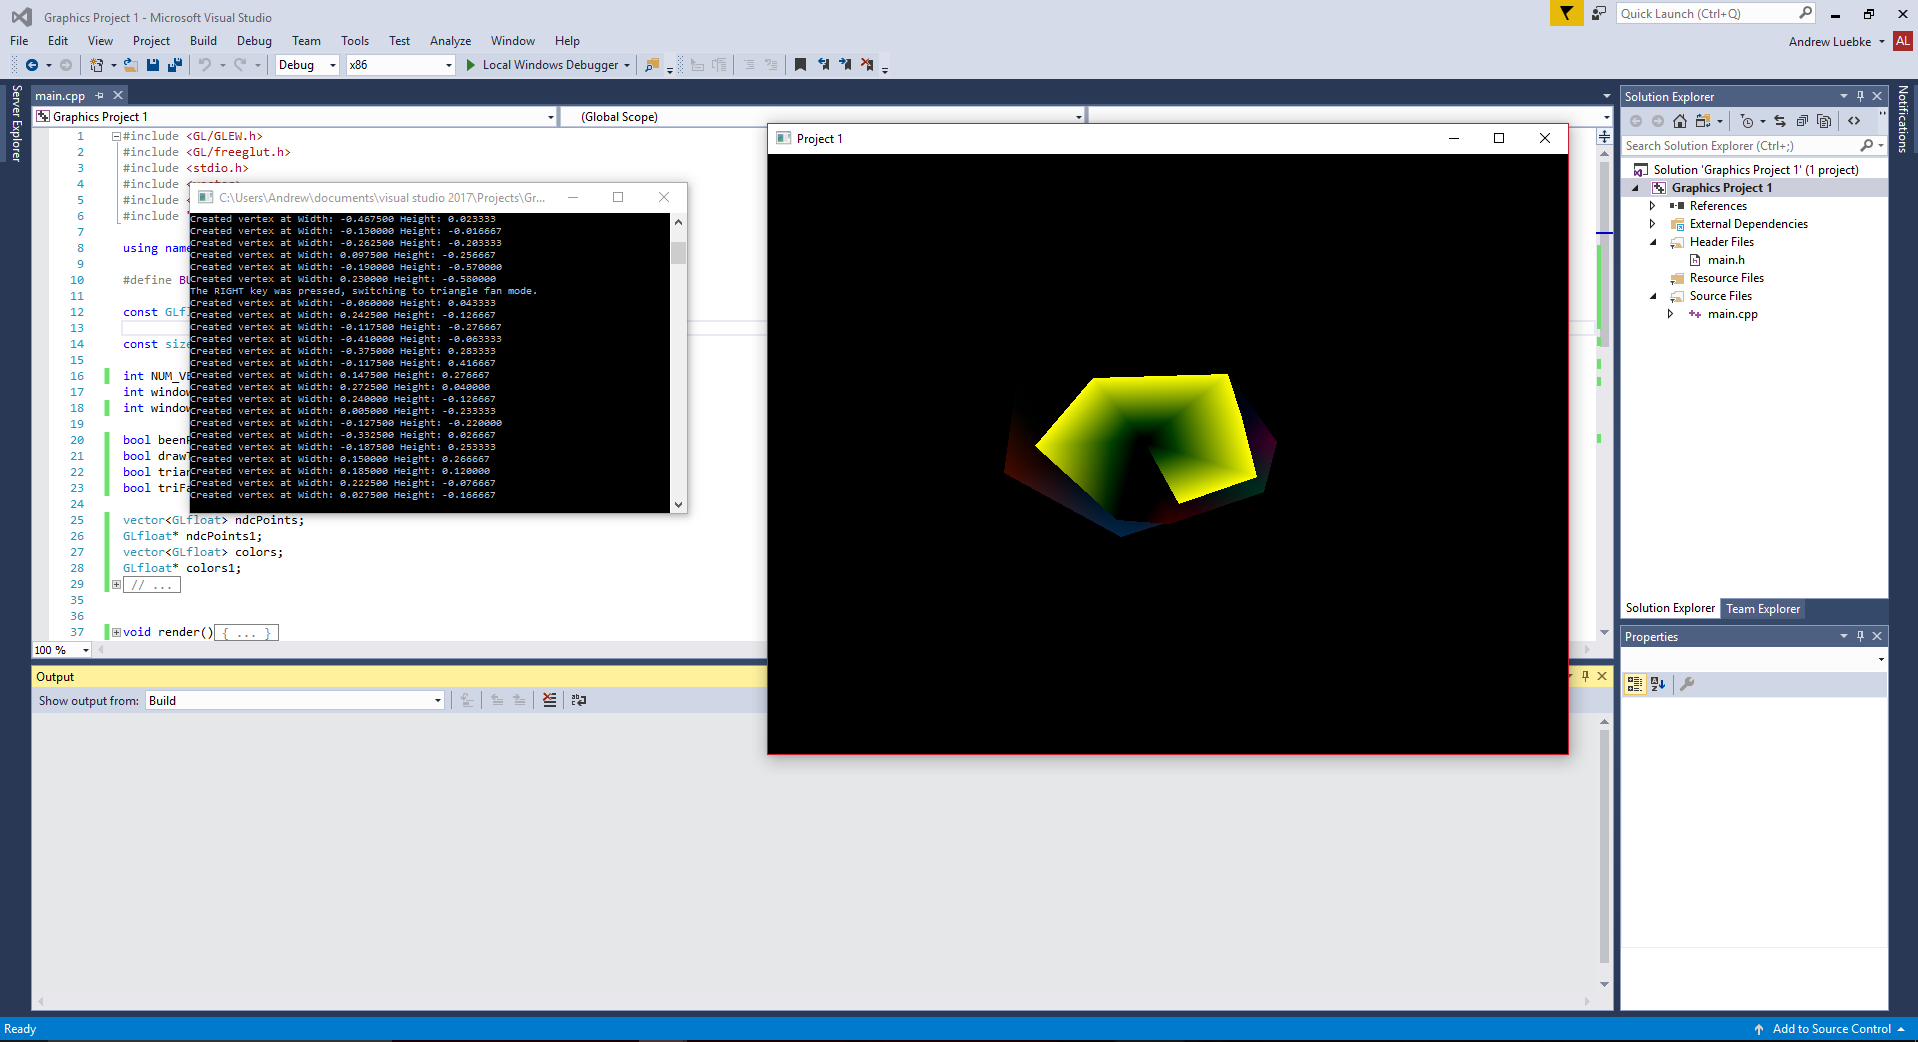 Graphics Project 1 - Microsoft Visual Studio
Quick Launch (Ctrl+Q)
File Edit View Project Build Debug Team Tools Test Analyze Window Help
Andrew Luebke AL
Debug x86 Local Windows Debugger
Server Explorer
main.cpp
Graphics Project 1 (Global Scope)
1 #include <GL/GLEW.h>
2 #include <GL/freeglut.h>
3 #include <stdio.h>
4 #include
5 #include <
6 #include
7
8 using name
9
10 #define BU
11
12 const GLf
13
14 const size
15
16 int NUM_VE
17 int window
18 int window
19
20 bool been
21 bool draw
22 bool trian
23 bool triFa
24
25 vector<GLfloat> ndcPoints;
26 GLfloat* ndcPoints1;
27 vector<GLfloat> colors;
28 GLfloat* colors1;
29 // ...
35
36
37 void render() { ... }
100 %
C:\Users\Andrew\documents\visual studio 2017\Projects\Gr...
Created vertex at Width: -0.467500 Height: 0.023333
Created vertex at Width: -0.130000 Height: -0.016667
Created vertex at Width: -0.262500 Height: -0.203333
Created vertex at Width: 0.097500 Height: -0.256667
Created vertex at Width: -0.190000 Height: -0.570000
Created vertex at Width: 0.230000 Height: -0.580000
The RIGHT key was pressed, switching to triangle fan mode.
Created vertex at Width: -0.060000 Height: 0.043333
Created vertex at Width: 0.242500 Height: -0.126667
Created vertex at Width: -0.117500 Height: -0.276667
Created vertex at Width: -0.410000 Height: -0.063333
Created vertex at Width: -0.375000 Height: 0.283333
Created vertex at Width: -0.117500 Height: 0.416667
Created vertex at Width: 0.147500 Height: 0.276667
Created vertex at Width: 0.272500 Height: 0.040000
Created vertex at Width: 0.240000 Height: -0.126667
Created vertex at Width: 0.005000 Height: -0.233333
Created vertex at Width: -0.127500 Height: -0.220000
Created vertex at Width: -0.332500 Height: 0.026667
Created vertex at Width: -0.187500 Height: 0.253333
Created vertex at Width: 0.150000 Height: 0.266667
Created vertex at Width: 0.185000 Height: 0.120000
Created vertex at Width: 0.222500 Height: -0.076667
Created vertex at Width: 0.027500 Height: -0.166667
Project 1
Solution Explorer
Search Solution Explorer (Ctrl+;)
Solution 'Graphics Project 1' (1 project)
Graphics Project 1
References
External Dependencies
Header Files
main.h
Resource Files
Source Files
main.cpp
Solution Explorer Team Explorer
Properties
Notifications
Output
Show output from: Build
Ready
Add to Source Control